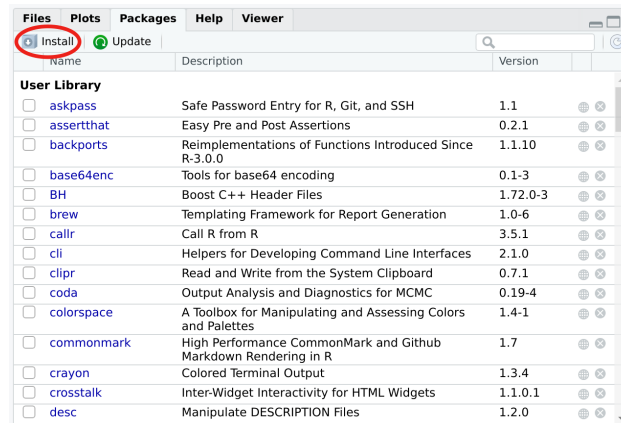 Files Plots Packages Help Viewer
Install Update
Name Description Version
User Library
askpass Safe Password Entry for R, Git, and SSH 1.1
assertthat Easy Pre and Post Assertions 0.2.1
backports Reimplementations of Functions Introduced Since 1.1.10
R-3.0.0
base64enc Tools for base64 encoding 0.1-3
BH Boost C++ Header Files 1.72.0-3
brew Templating Framework for Report Generation 1.0-6
callr Call R from R 3.5.1
cli Helpers for Developing Command Line Interfaces 2.1.0
clipr Read and Write from the System Clipboard 0.7.1
coda Output Analysis and Diagnostics for MCMC 0.19-4
colorspace A Toolbox for Manipulating and Assessing Colors 1.4-1
and Palettes
commonmark High Performance CommonMark and Github 1.7
Markdown Rendering in R
crayon Colored Terminal Output 1.3.4
crosstalk Inter-Widget Interactivity for HTML Widgets 1.1.0.1
desc Manipulate DESCRIPTION Files 1.2.0